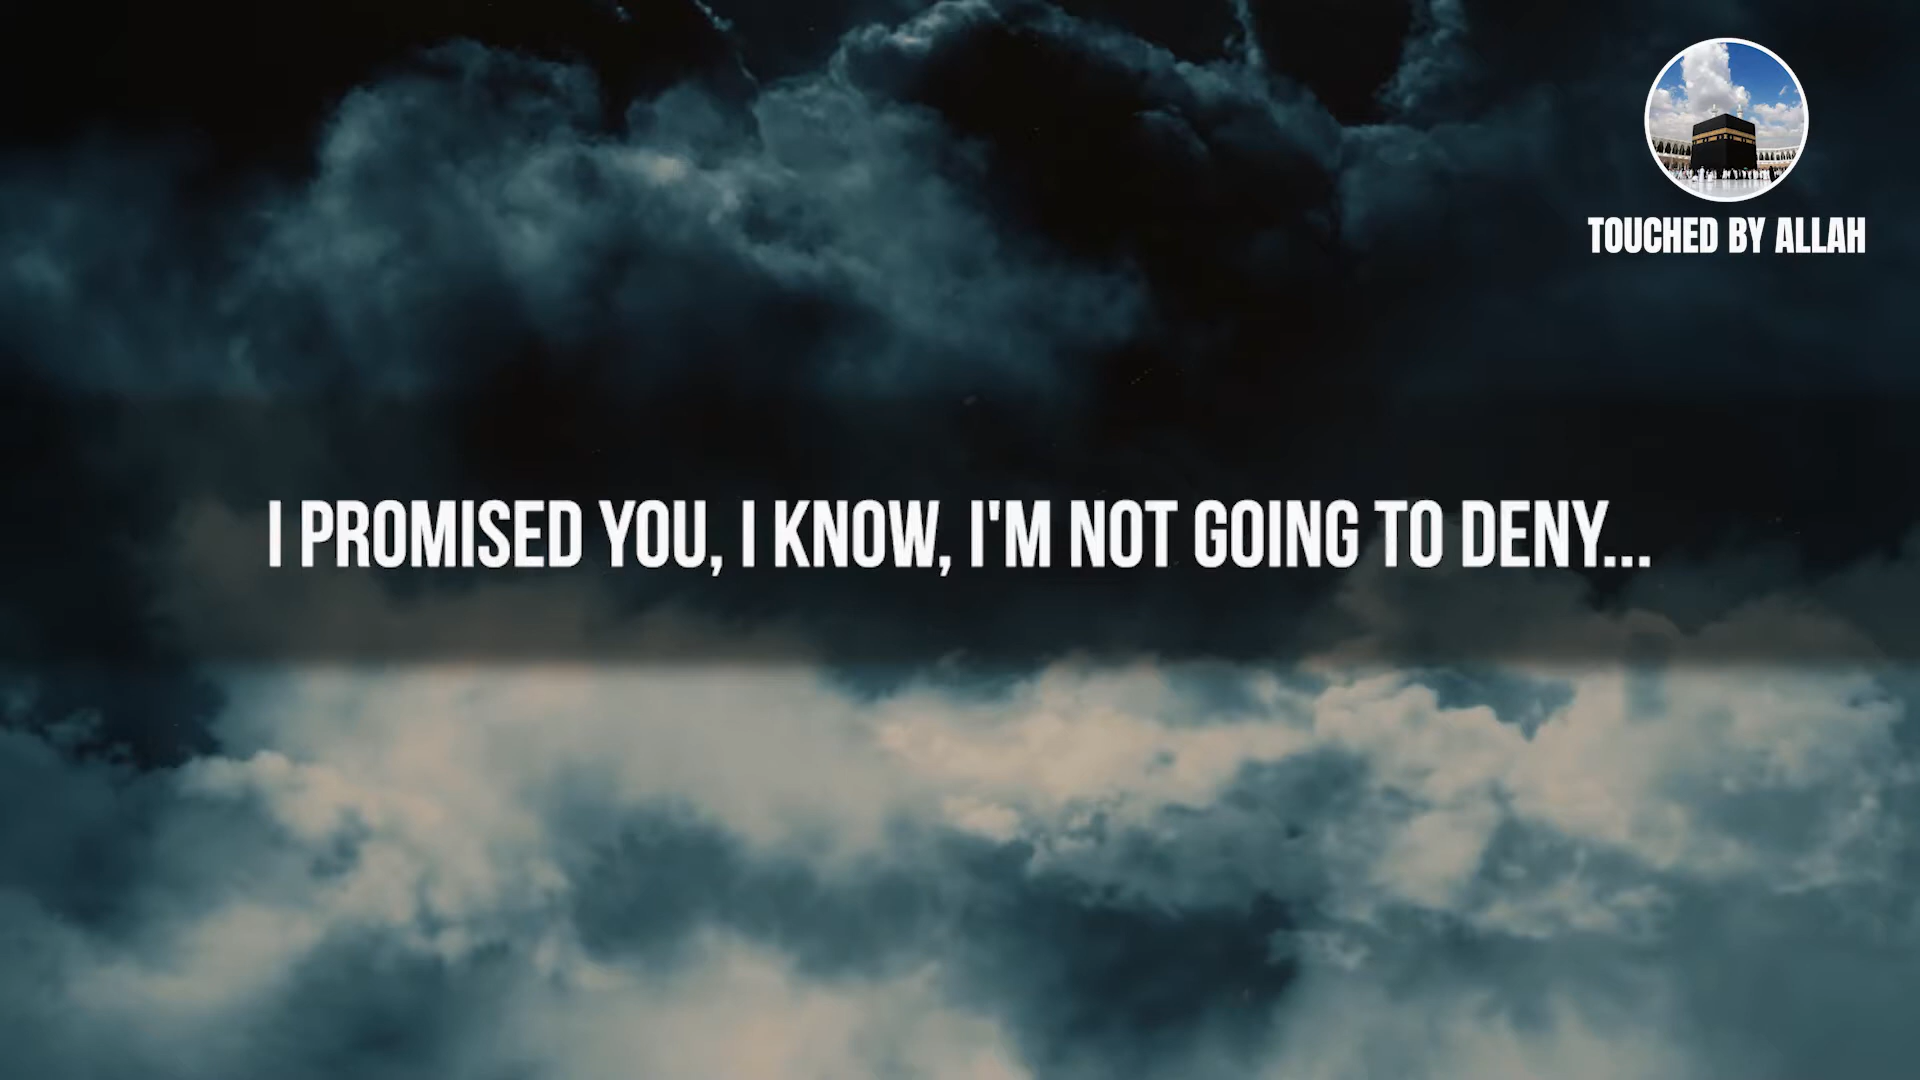 TOUCHED BY ALLAH
I PROMISED YOU, I KNOW, I'M NOT GOING TO DENY...